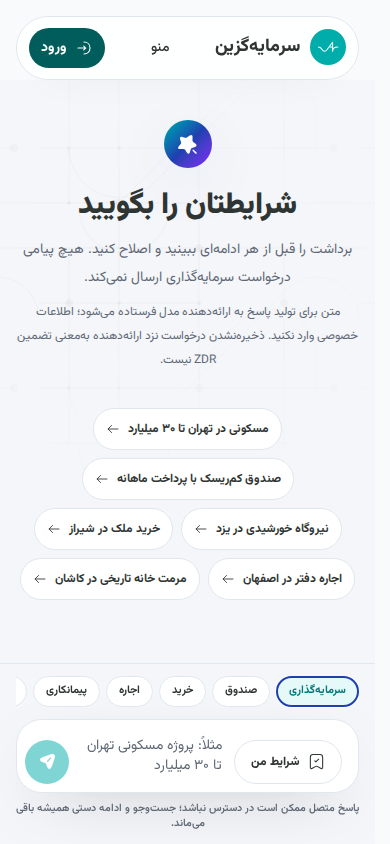 سرمایه‌گزین
منو
ورود
شرایطتان را بگویید
برداشت را قبل از هر ادامه‌ای ببینید و اصلاح کنید. هیچ پیامی
درخواست سرمایه‌گذاری ارسال نمی‌کند.
متن برای تولید پاسخ به ارائه‌دهنده مدل فرستاده می‌شود؛ اطلاعات
خصوصی وارد نکنید. ذخیره‌نشدن درخواست نزد ارائه‌دهنده به‌معنی تضمین
ZDR نیست.
مسکونی در تهران تا ۳۰ میلیارد
صندوق کم‌ریسک با پرداخت ماهانه
نیروگاه خورشیدی در یزد
خرید ملک در شیراز
اجاره دفتر در اصفهان
مرمت خانه تاریخی در کاشان
سرمایه‌گذاری
صندوق
خرید
اجاره
پیمانکاری
شرایط من
مثلاً: پروژه مسکونی تهران
تا ۳۰ میلیارد
پاسخ متصل ممکن است در دسترس نباشد؛ جست‌وجو و ادامه دستی همیشه باقی
می‌ماند.